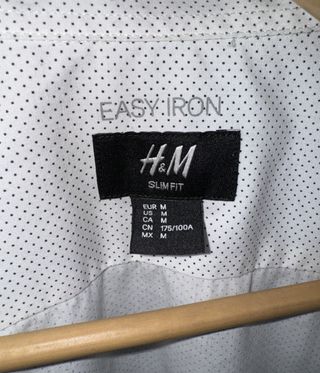 EASY IRON
H&M
SLIM FIT
EUR M
US M
CA M
CN 175/100A
MX M